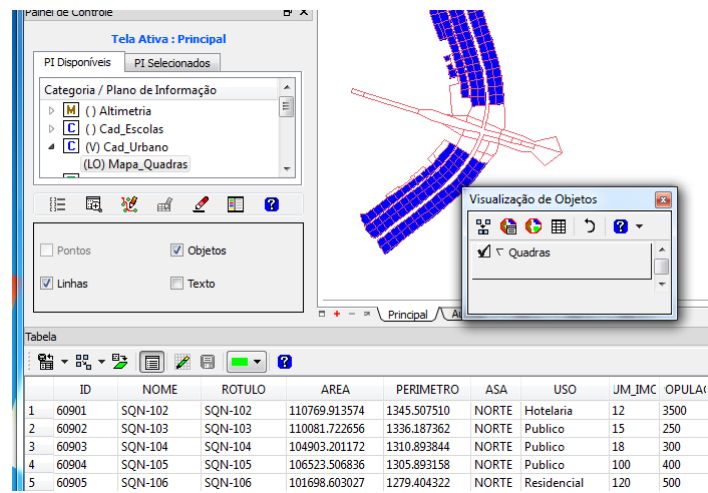 Painel de Controle
Tela Ativa : Principal
PI Disponíveis PI Selecionados
Categoria / Plano de Informação
M ( ) Altimetria
C ( ) Cad_Escolas
C (V) Cad_Urbano
(LO) Mapa_Quadras
Pontos Objetos
Linhas Texto
Visualização de Objetos
Quadras
Principal Au
Tabela
ID NOME ROTULO AREA PERIMETRO ASA USO UM_IMC OPULAÇ
1 60901 SQN-102 SQN-102 110769.913574 1345.507510 NORTE Hotelaria 12 3500
2 60902 SQN-103 SQN-103 110081.722656 1336.187362 NORTE Publico 15 250
3 60903 SQN-104 SQN-104 104903.201172 1310.893844 NORTE Publico 18 300
4 60904 SQN-105 SQN-105 106523.506836 1305.893158 NORTE Publico 100 400
5 60905 SQN-106 SQN-106 101698.603027 1279.404322 NORTE Residencial 120 500